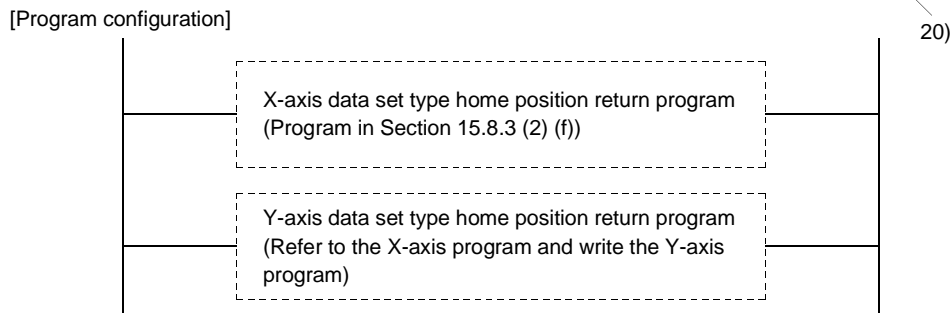 [Program configuration]
20)
X-axis data set type home position return program
(Program in Section 15.8.3 (2) (f))
Y-axis data set type home position return program
(Refer to the X-axis program and write the Y-axis
program)